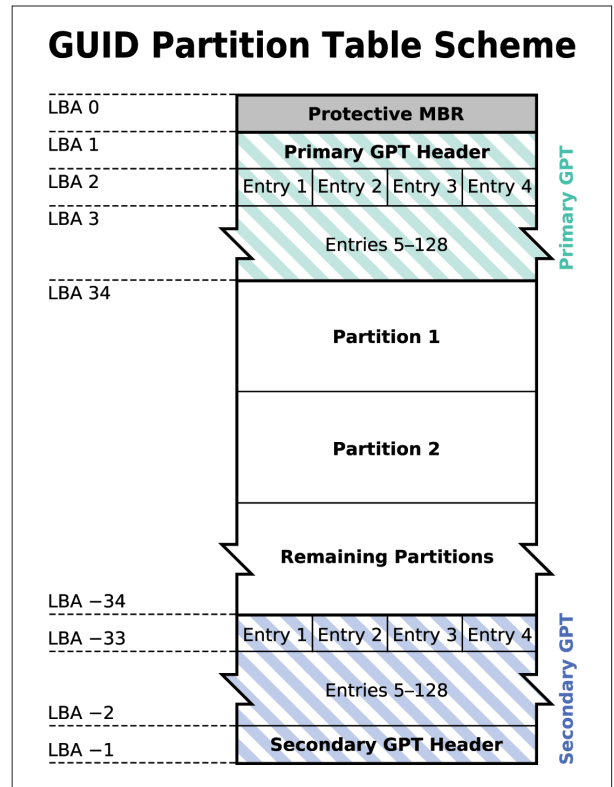 GUID Partition Table Scheme
LBA 0
Protective MBR
LBA 1
Primary GPT Header
LBA 2
Entry 1 Entry 2 Entry 3 Entry 4
LBA 3
Entries 5–128
Primary GPT
LBA 34
Partition 1
Partition 2
Remaining Partitions
LBA −34
LBA −33
Entry 1 Entry 2 Entry 3 Entry 4
Entries 5–128
LBA −2
LBA −1
Secondary GPT Header
Secondary GPT